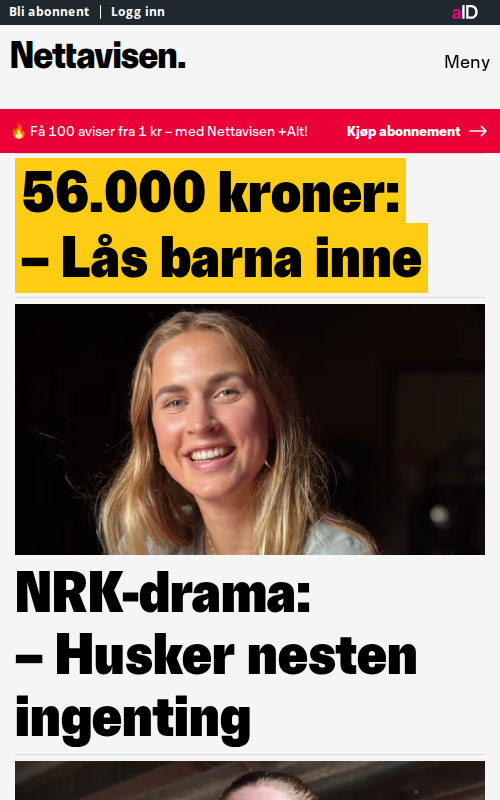 Bli abonnent
Logg inn
aID
Nettavisen.
Meny
🔥 Få 100 aviser fra 1 kr – med Nettavisen +Alt!
Kjøp abonnement →
56.000 kroner:
– Lås barna inne
NRK-drama:
– Husker nesten
ingenting